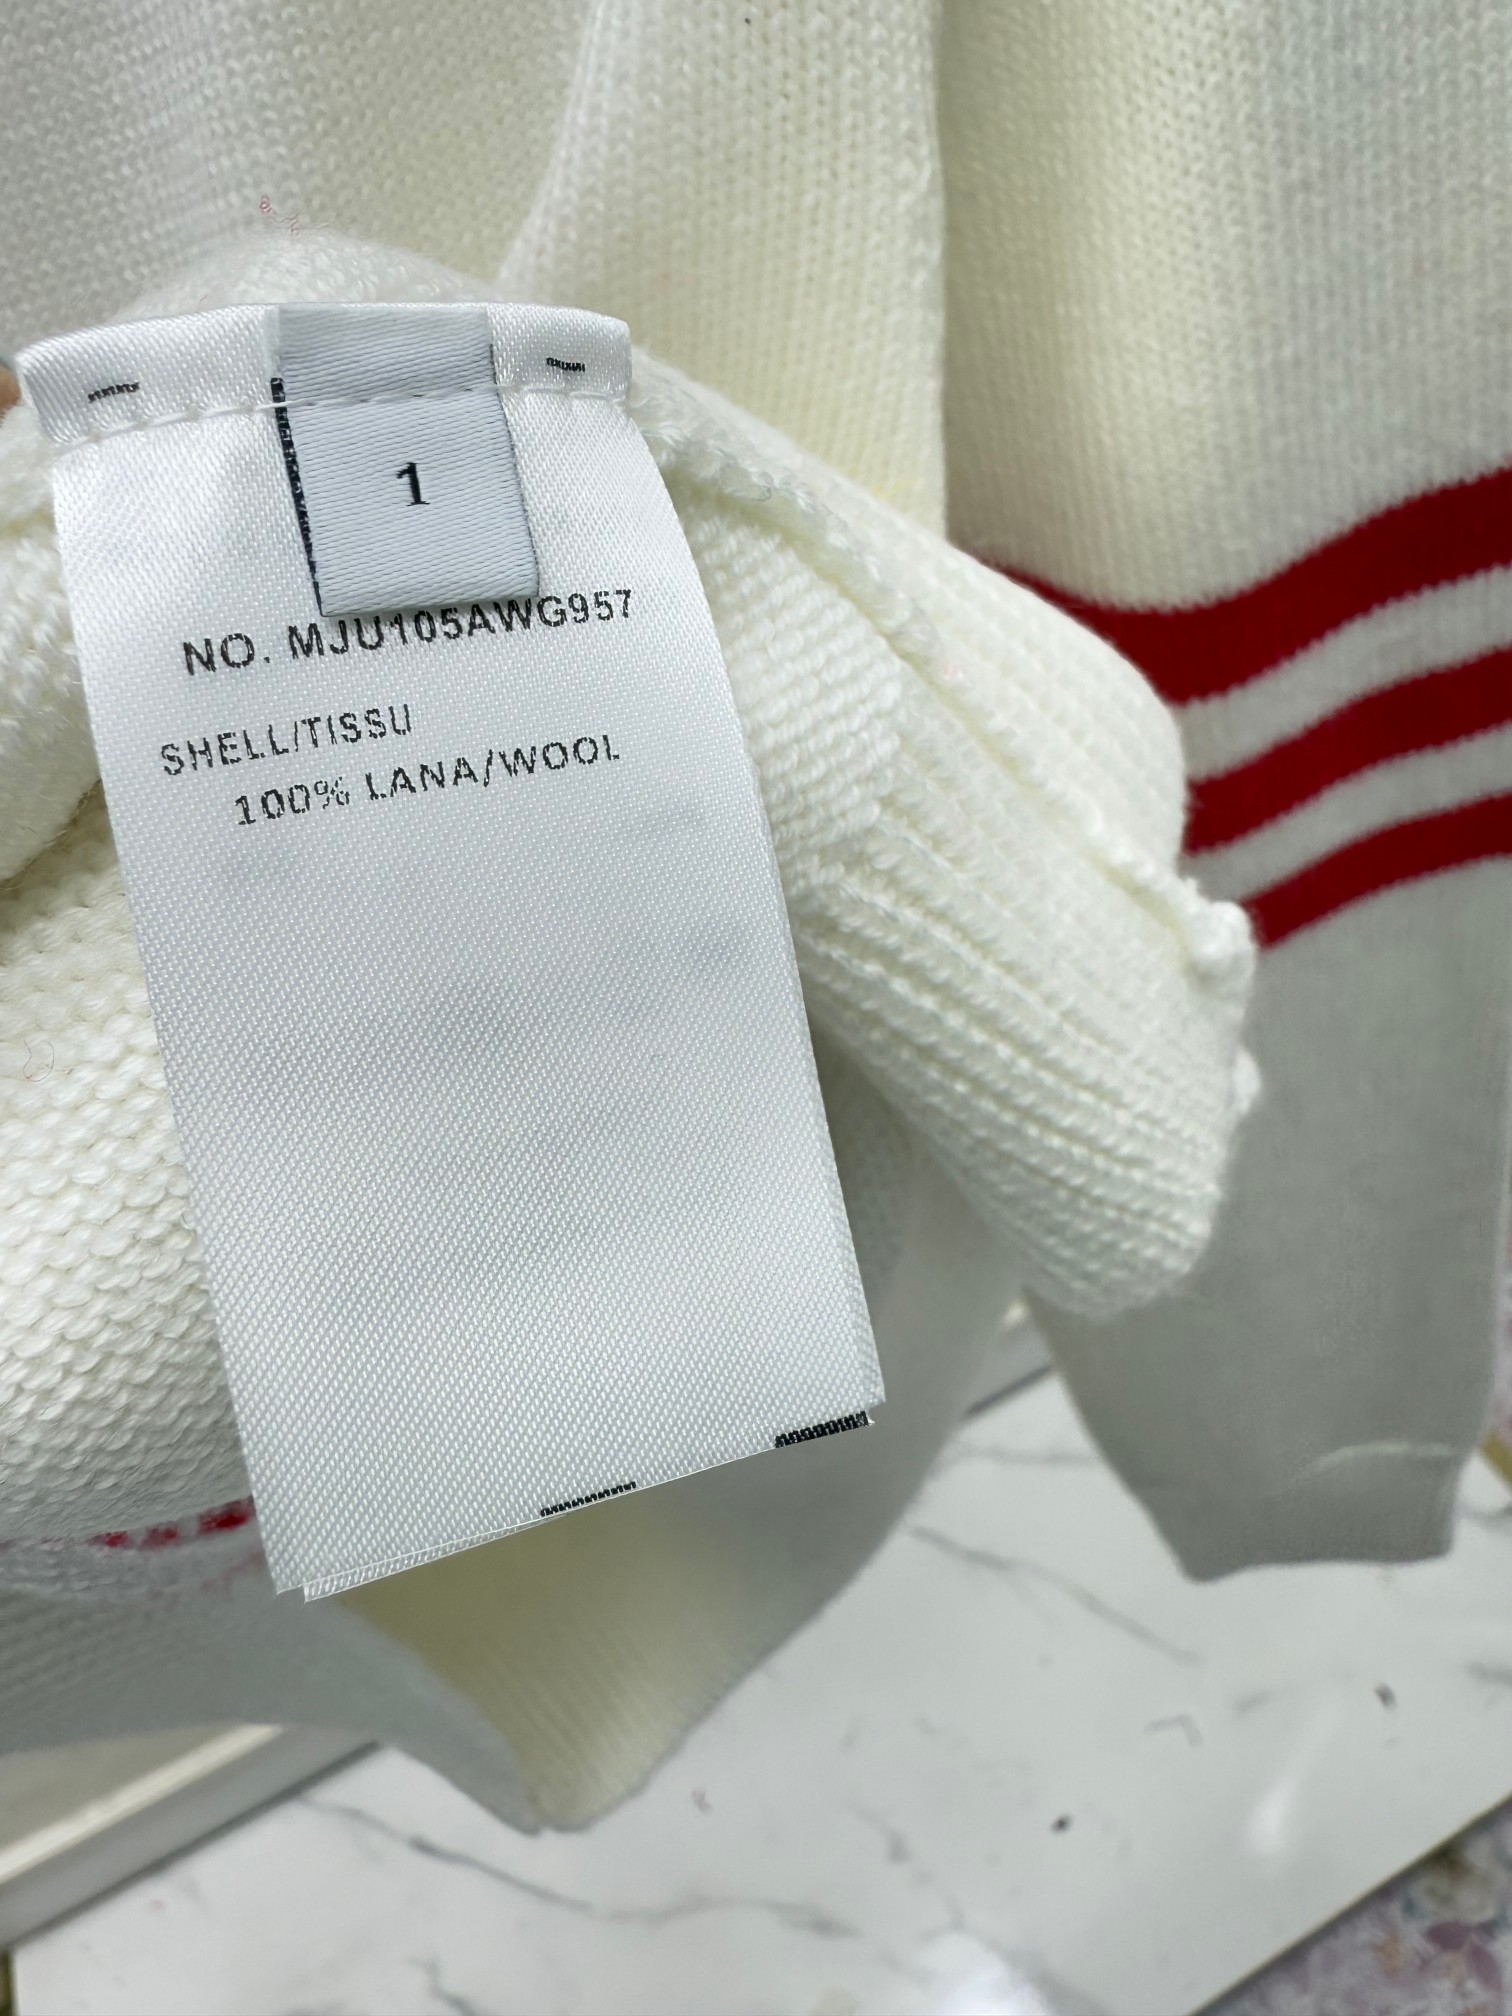 1
NO. MJU105AWG957
SHELL/TISSU
100% LANA/WOOL